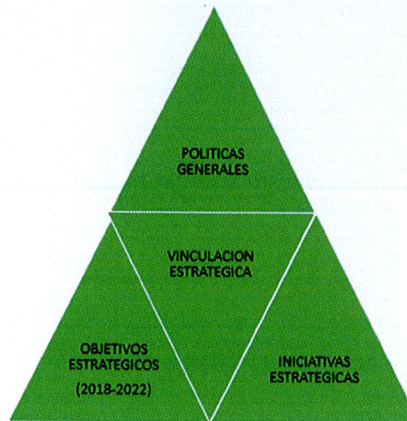 POLITICAS
GENERALES
VINCULACION
ESTRATEGICA
OBJETIVOS
ESTRATEGICOS
(2018-2022)
INICIATIVAS
ESTRATEGICAS